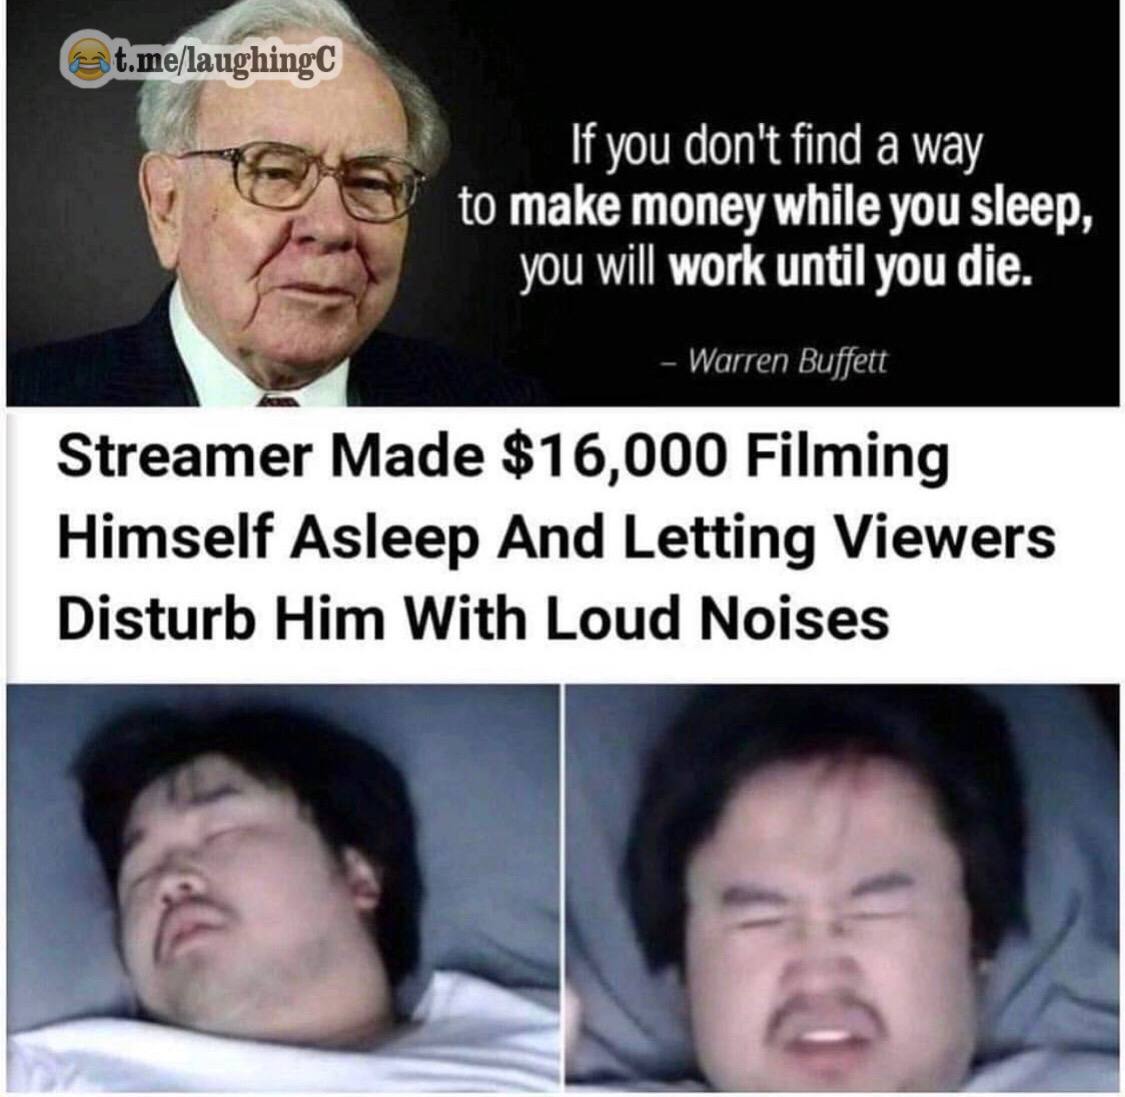 t.me/laughingC
If you don't find a way
to make money while you sleep,
you will work until you die.
– Warren Buffett
Streamer Made $16,000 Filming
Himself Asleep And Letting Viewers
Disturb Him With Loud Noises